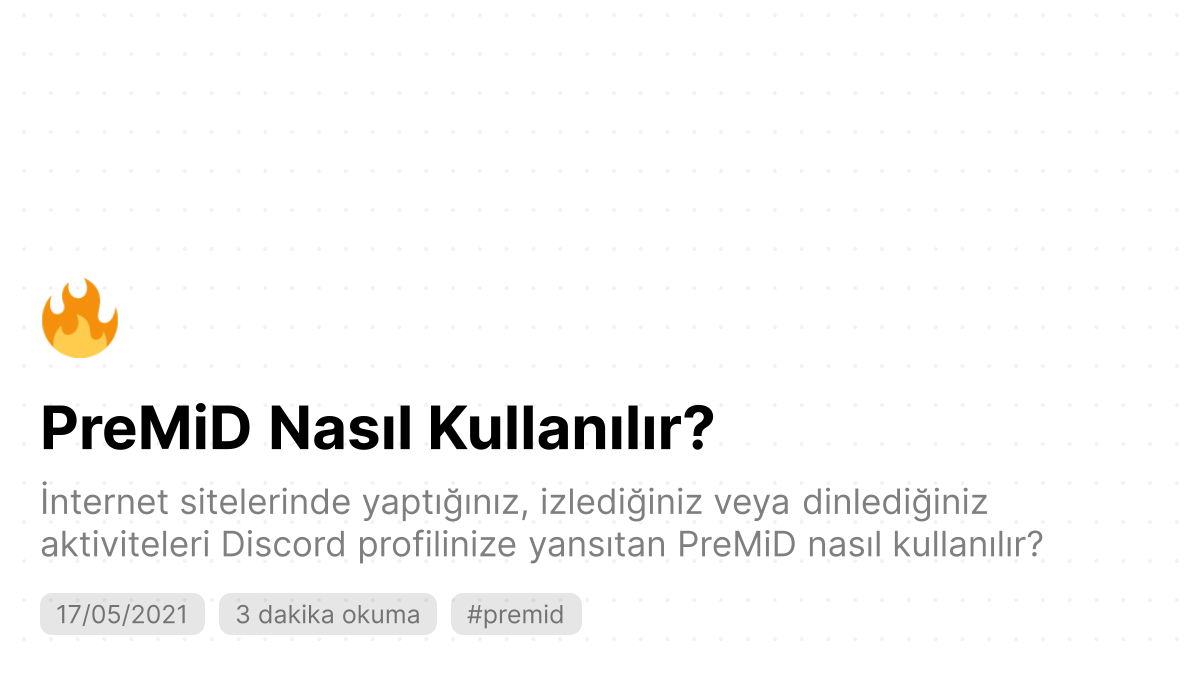 PreMiD Nasıl Kullanılır?
İnternet sitelerinde yaptığınız, izlediğiniz veya dinlediğiniz
aktiviteleri Discord profilinize yansıtan PreMiD nasıl kullanılır?
17/05/2021 3 dakika okuma #premid